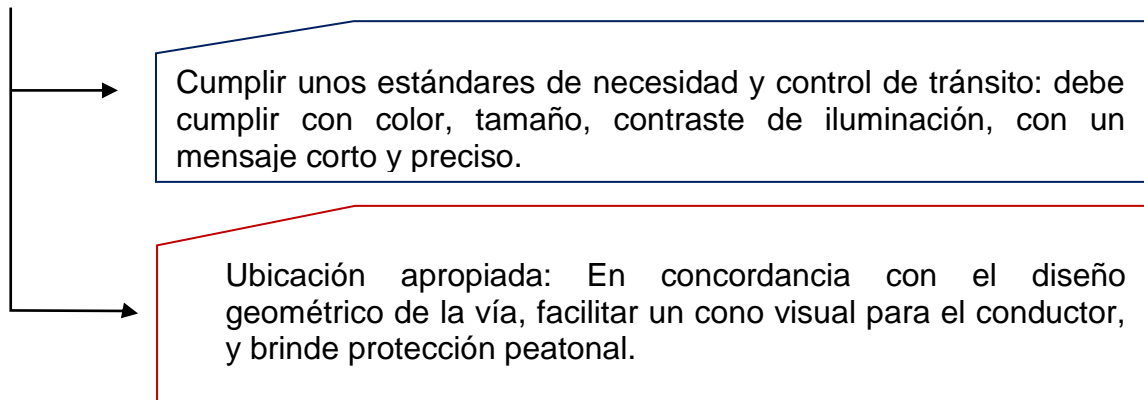 Cumplir unos estándares de necesidad y control de tránsito: debe
cumplir con color, tamaño, contraste de iluminación, con un
mensaje corto y preciso.
Ubicación apropiada: En concordancia con el diseño
geométrico de la vía, facilitar un cono visual para el conductor,
y brinde protección peatonal.